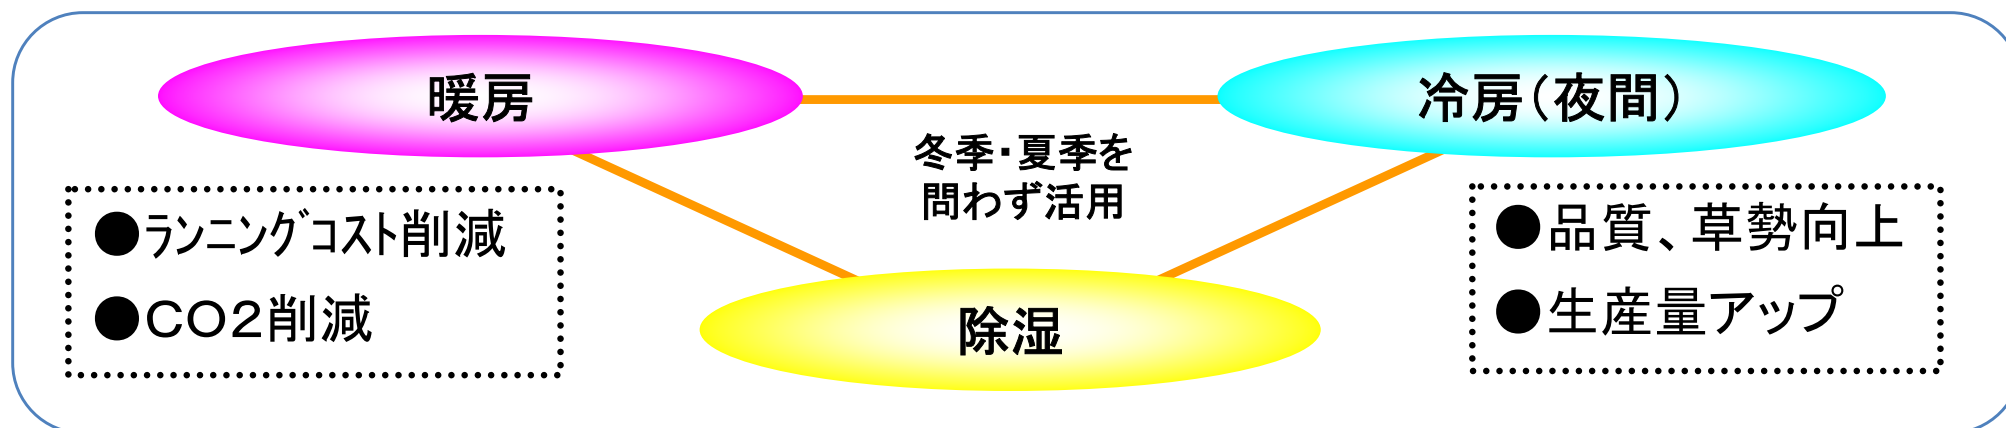 暖房
冷房（夜間）
冬季・夏季を
問わず活用
●ﾗﾝﾆﾝｸﾞｺｽﾄ削減
●ＣＯ２削減
除湿
●品質、草勢向上
●生産量アップ